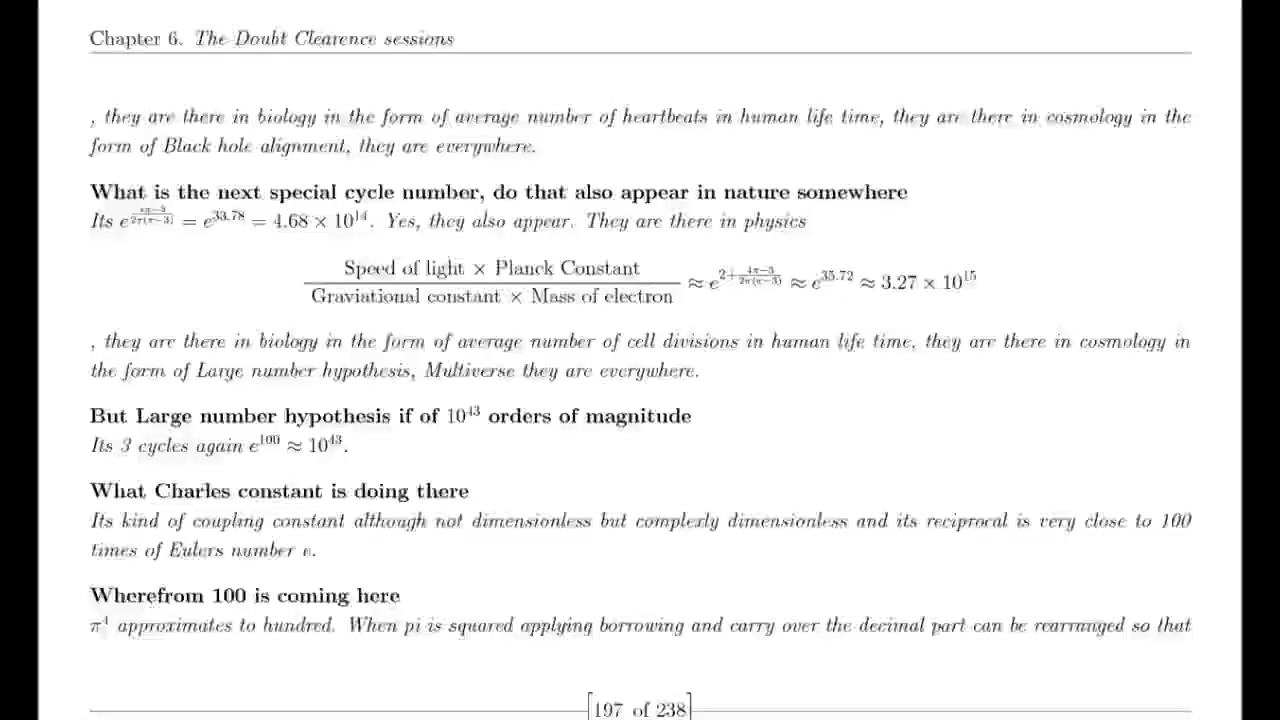 Chapter 6. The Doubt Clearence sessions
, they are there in biology in the form of average number of heartbeats in human life time, they are there in cosmology in the
form of Black hole alignment, they are everywhere.
What is the next special cycle number, do that also appear in nature somewhere
Its e^{/2π(π−3)} = e^{33.78} = 4.68 × 10^{14}. Yes, they also appear. They are there in physics
Speed of light × Planck Constant
Graviational constant × Mass of electron
≈ e^{2+(4π−3)/(2π(π−3))} ≈ e^{35.72} ≈ 3.27 × 10^{15}
, they are there in biology in the form of average number of cell divisions in human life time, they are there in cosmology in
the form of Large number hypothesis, Multiverse they are everywhere.
But Large number hypothesis if of 10^{43} orders of magnitude
Its 3 cycles again e^{100} ≈ 10^{43}.
What Charles constant is doing there
Its kind of coupling constant although not dimensionless but complexly dimensionless and its reciprocal is very close to 100
times of Eulers number e.
Wherefrom 100 is coming here
π^4 approximates to hundred. When pi is squared applying borrowing and carry over the decimal part can be rearranged so that
[197 of 238]